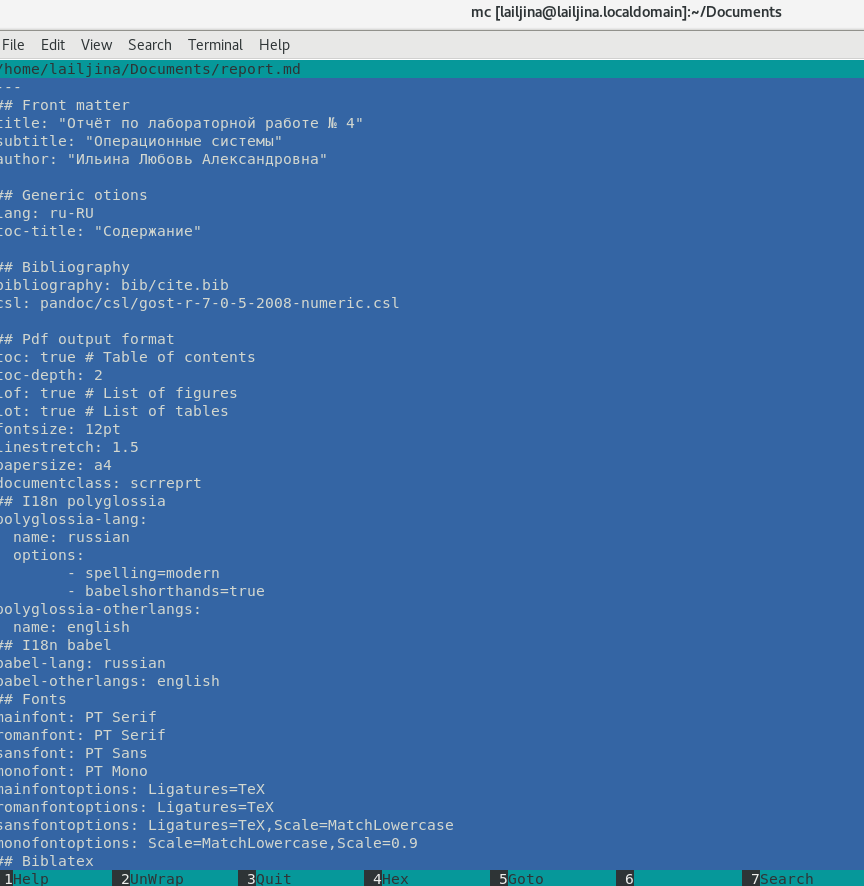 mc [lailjina@lailjina.localdomain]:~/Documents
File Edit View Search Terminal Help
/home/lailjina/Documents/report.md
---
## Front matter
title: "Отчёт по лабораторной работе № 4"
subtitle: "Операционные системы"
author: "Ильина Любовь Александровна"
## Generic otions
lang: ru-RU
toc-title: "Содержание"
## Bibliography
bibliography: bib/cite.bib
csl: pandoc/csl/gost-r-7-0-5-2008-numeric.csl
## Pdf output format
toc: true # Table of contents
toc-depth: 2
lof: true # List of figures
lot: true # List of tables
fontsize: 12pt
linestretch: 1.5
papersize: a4
documentclass: scrreprt
## I18n polyglossia
polyglossia-lang:
name: russian
options:
- spelling=modern
- babelshorthands=true
polyglossia-otherlangs:
name: english
## I18n babel
babel-lang: russian
babel-otherlangs: english
## Fonts
mainfont: PT Serif
romanfont: PT Serif
sansfont: PT Sans
monofont: PT Mono
mainfontoptions: Ligatures=TeX
romanfontoptions: Ligatures=TeX
sansfontoptions: Ligatures=TeX,Scale=MatchLowercase
monofontoptions: Scale=MatchLowercase,Scale=0.9
## Biblatex
1Help 2UnWrap 3Quit 4Hex 5Goto 6 7Search